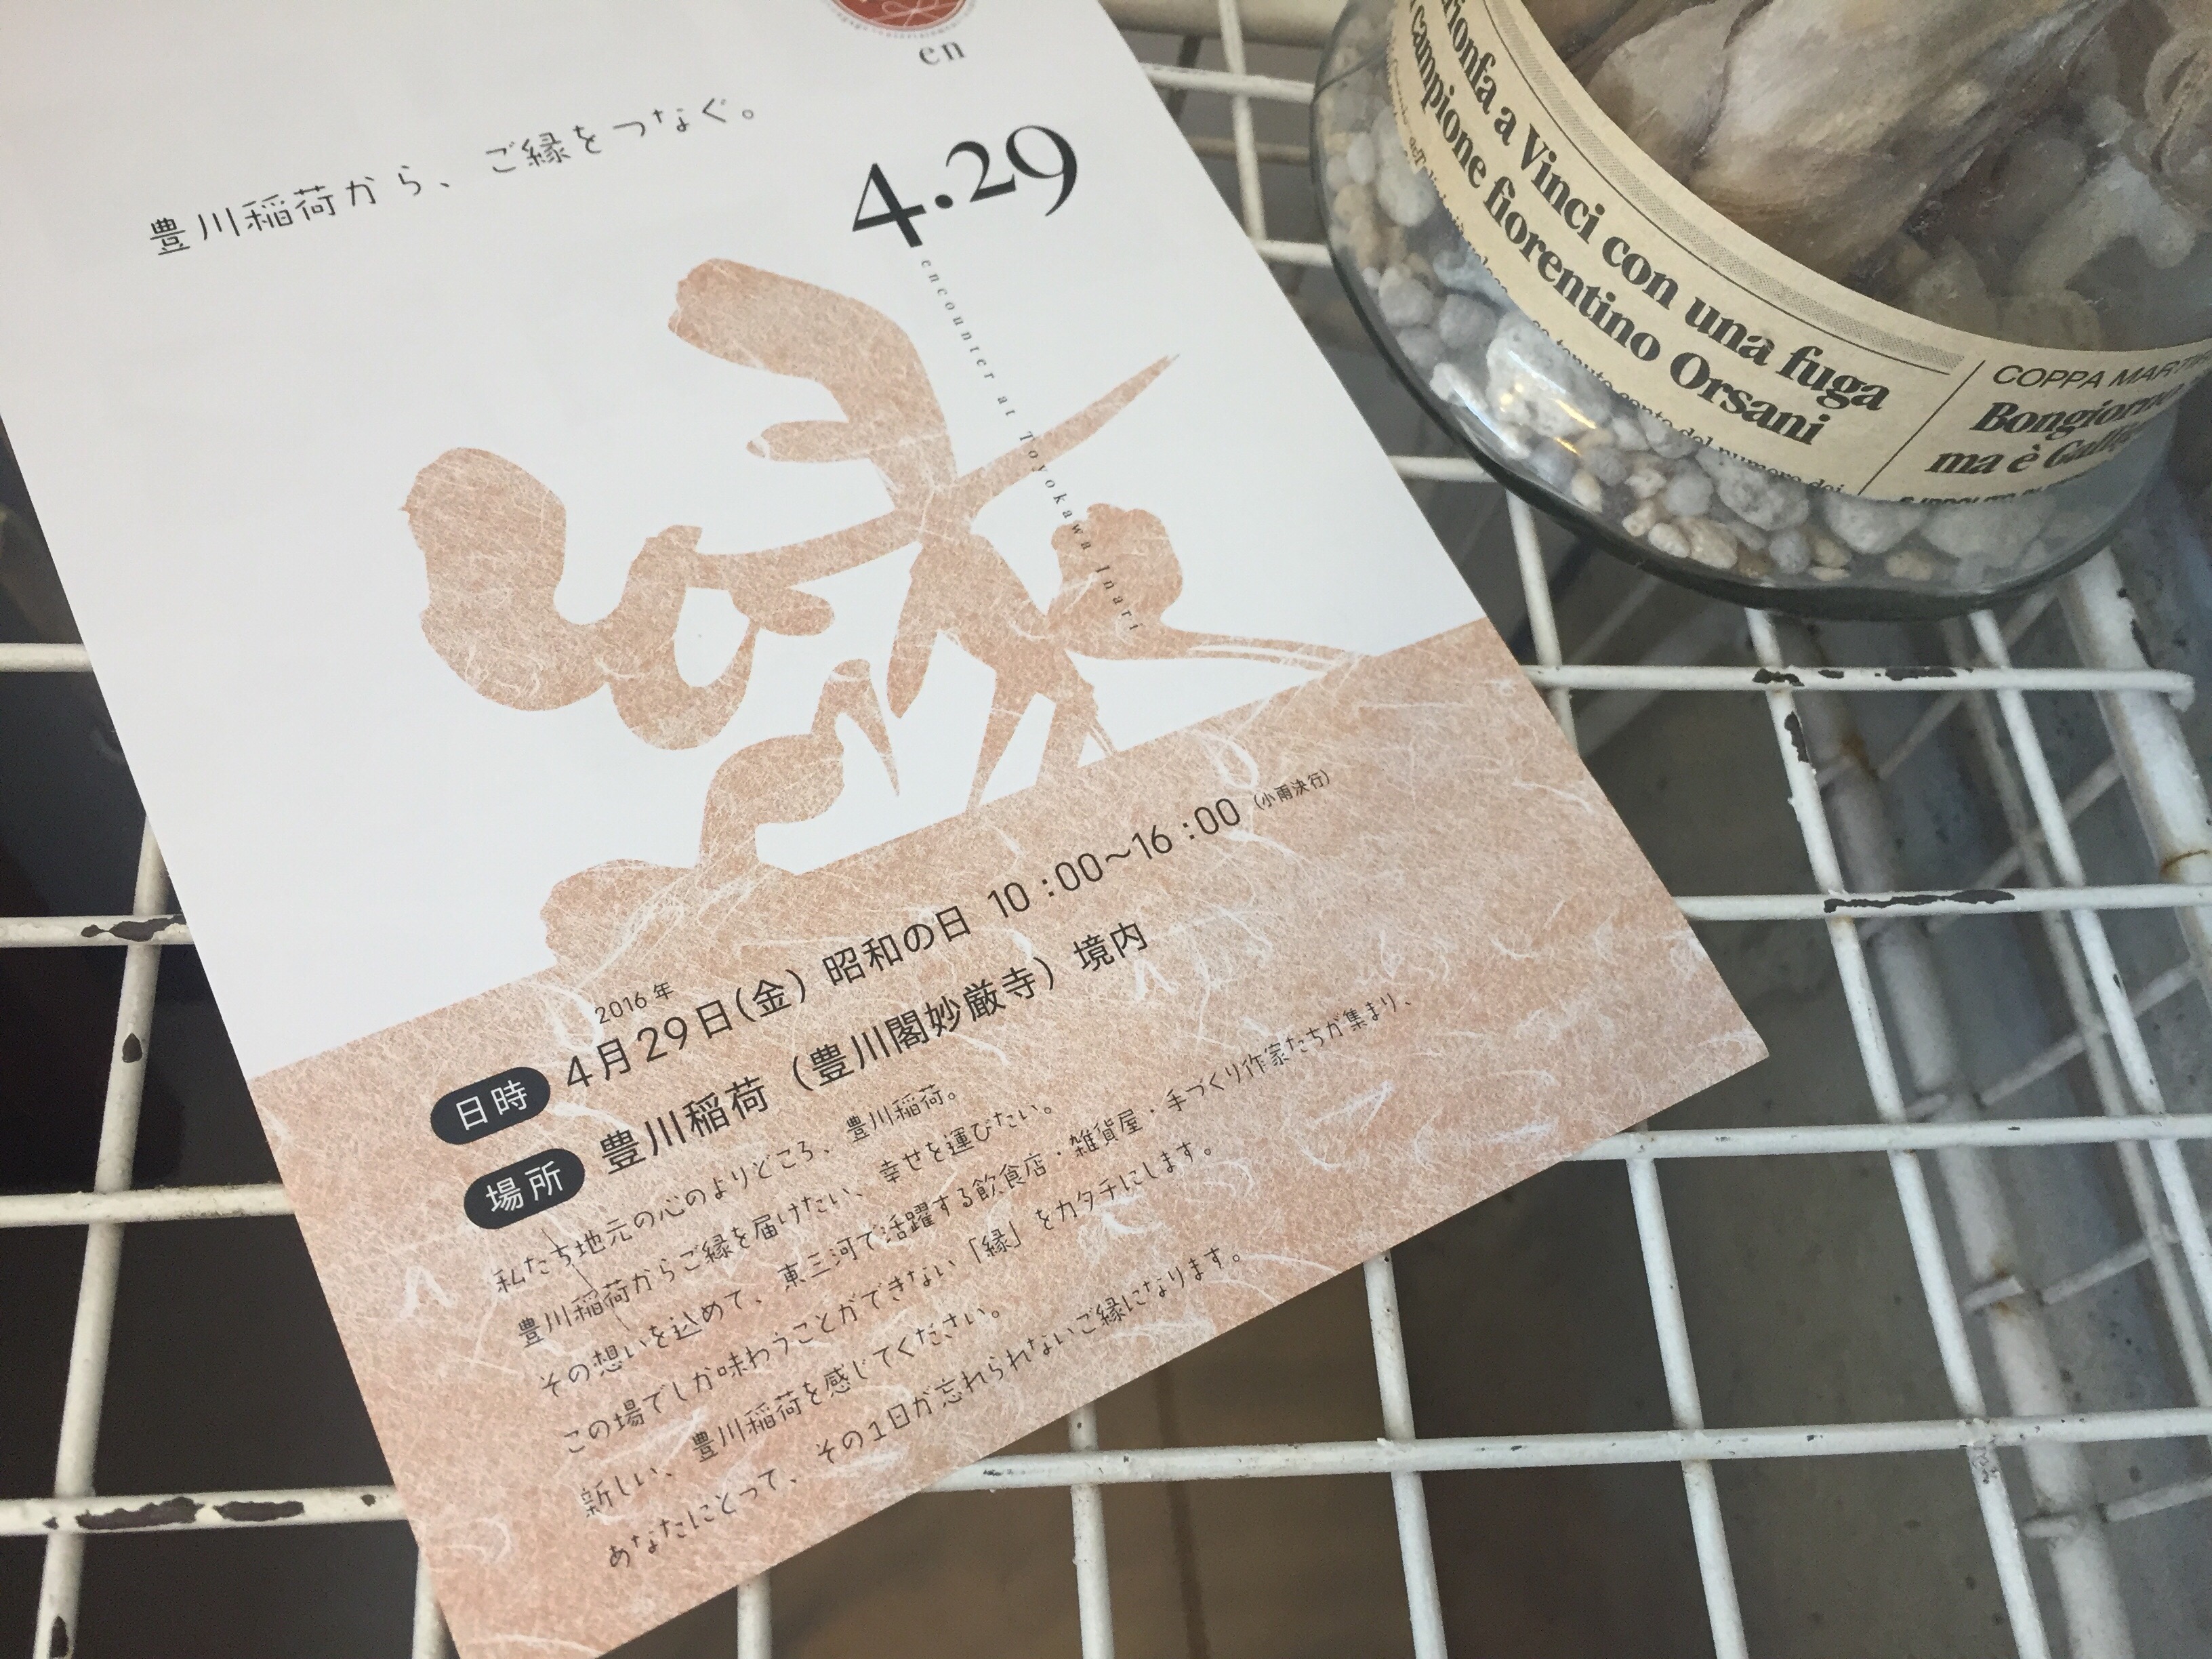 en
豊川稲荷から、ご縁をつなぐ。
4.29
encounter at Toyokawa Inari
縁
2016年
日時 4月29日(金) 昭和の日 10:00~16:00 (小雨決行)
場所 豊川稲荷（豊川閣妙厳寺）境内
私たち地元の心のよりどころ、豊川稲荷。
豊川稲荷からご縁を届けたい、幸せを運びたい。
その想いを込めて、東三河で活躍する飲食店・雑貨屋・手づくり作家たちが集まり、
この場でしか味わうことができない「縁」をカタチにします。
新しい、豊川稲荷を感じてください。
あなたにとって、その1日が忘れられないご縁になります。
a Vinci con una fuga
campione fiorentino Orsani
del numero dei
COPPA
Bongiorno
ma è